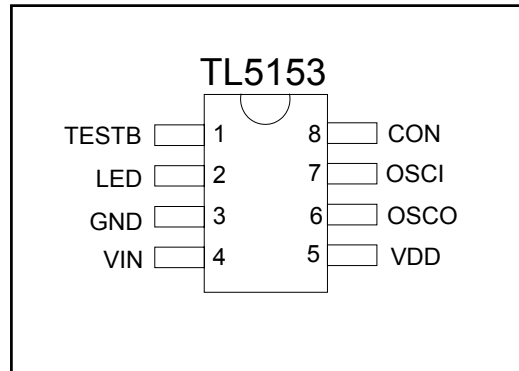 TL5153
TESTB 1 8 CON
LED 2 7 OSCI
GND 3 6 OSCO
VIN 4 5 VDD